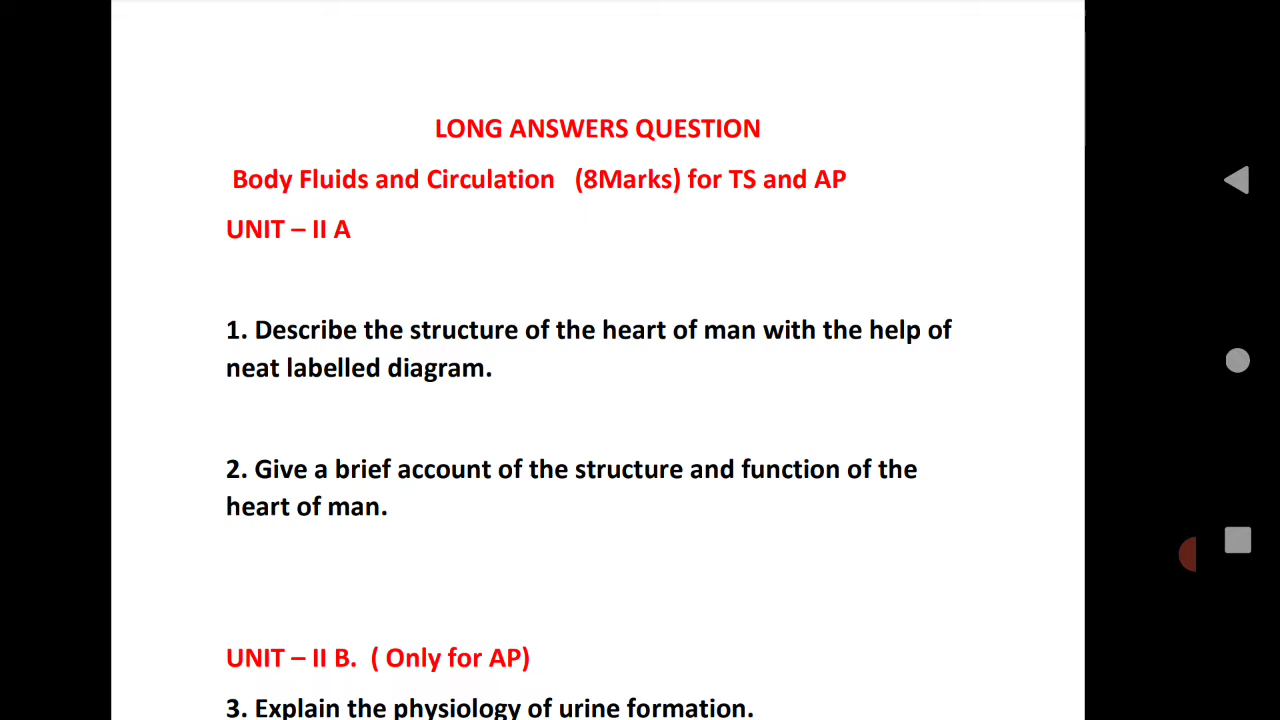 LONG ANSWERS QUESTION
Body Fluids and Circulation (8Marks) for TS and AP
UNIT – II A
1. Describe the structure of the heart of man with the help of
neat labelled diagram.
2. Give a brief account of the structure and function of the
heart of man.
UNIT – II B. ( Only for AP)
3. Explain the physiology of urine formation.